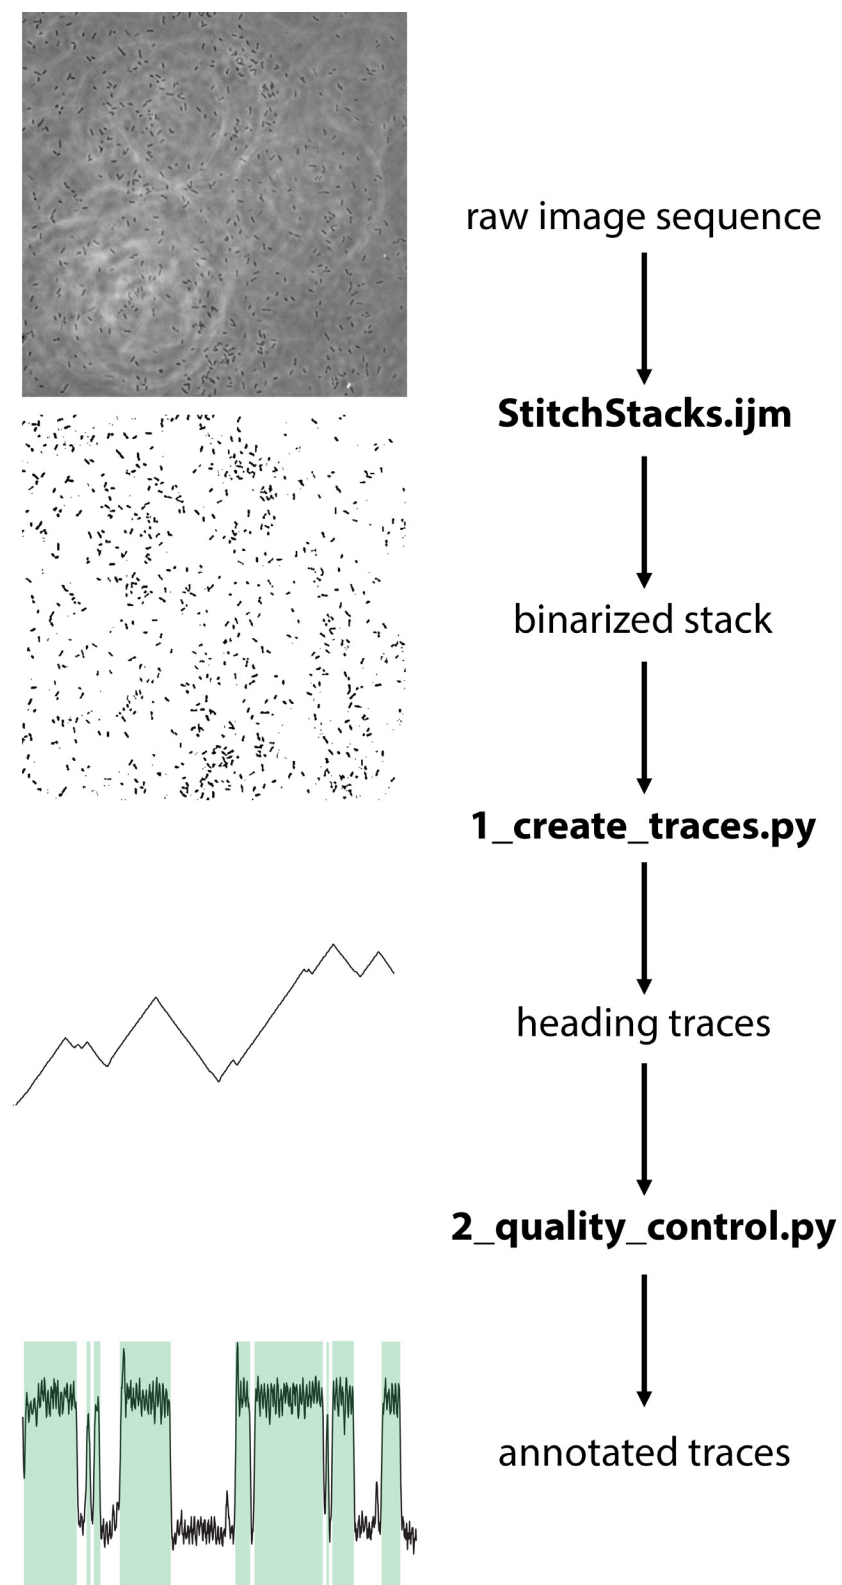 raw image sequence
StitchStacks.ijm
binarized stack
1_create_traces.py
heading traces
2_quality_control.py
annotated traces